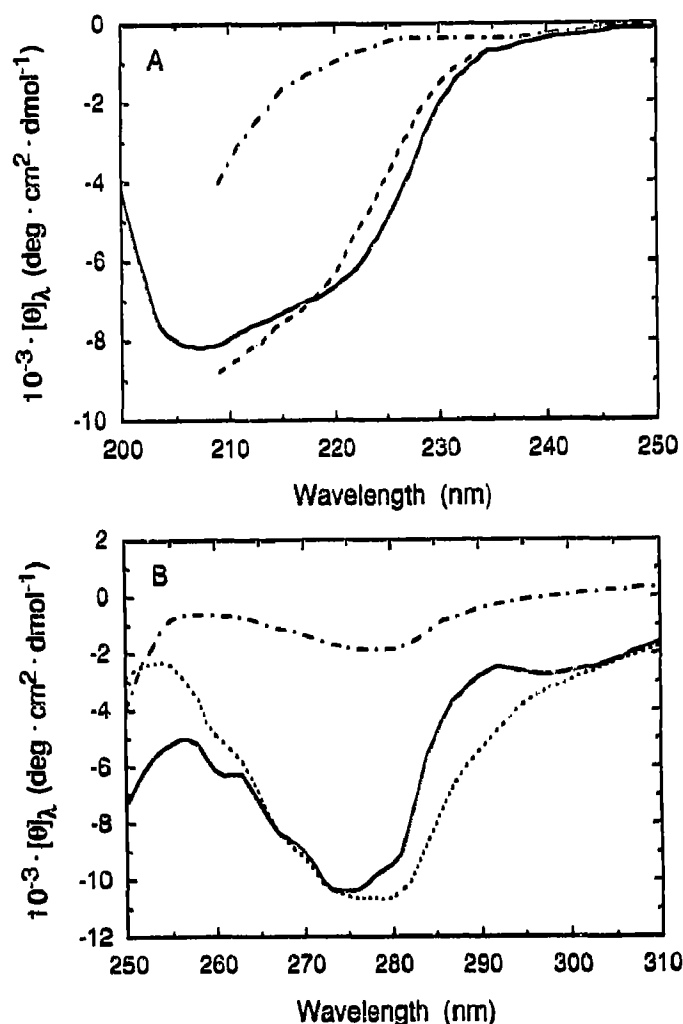 A
0
-2
-4
-6
-8
-10
10⁻³ · [θ]λ (deg · cm² · dmol⁻¹)
200 210 220 230 240 250
Wavelength (nm)
B
2
0
-2
-4
-6
-8
-10
-12
10⁻³ · [θ]λ (deg · cm² · dmol⁻¹)
250 260 270 280 290 300 310
Wavelength (nm)